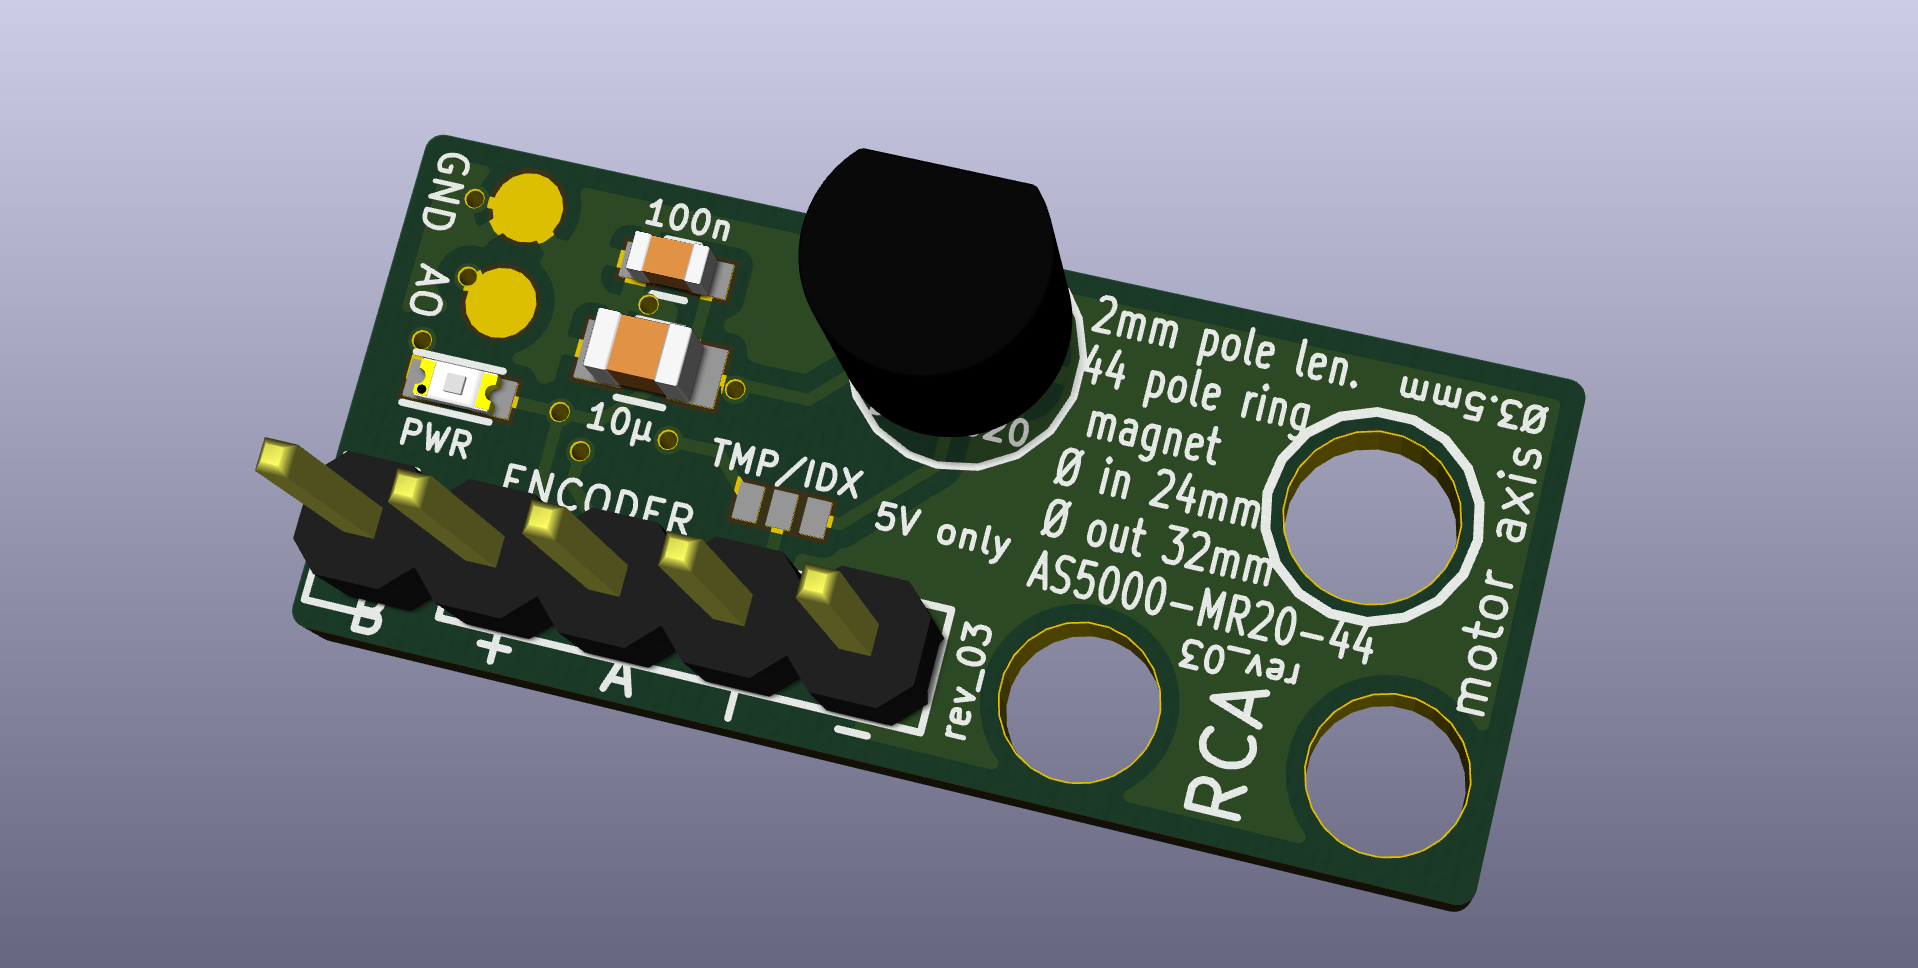 GND
AO
100n
10µ
PWR
ENCODER
TMP/IDX
5V only
20
2mm pole len.
44 pole ring
magnet
Ø in 24mm
Ø out 32mm
AS5000-MR20-44
Ø3.5mm
motor axis
rev_03
RCA
rev_03
B
+
A
I
-